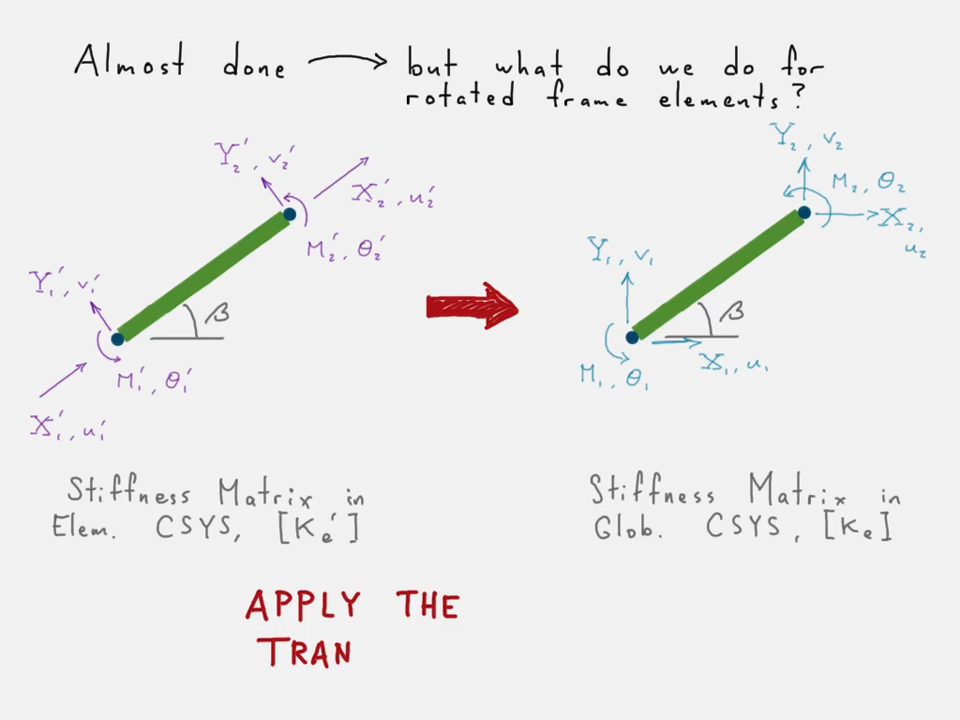 Almost done → but what do we do for
rotated frame elements?
Y₂', v₂'
X₂', u₂'
M₂', θ₂'
Y₁', v₁'
β
M₁', θ₁'
X₁', u₁'
Y₂, v₂
M₂, θ₂
X₂,
u₂
Y₁, v₁
β
X₁, u₁
M₁, θ₁
Stiffness Matrix in
Elem. CSYS, [Ke']
Stiffness Matrix in
Glob. CSYS, [Ke]
APPLY THE
TRAN